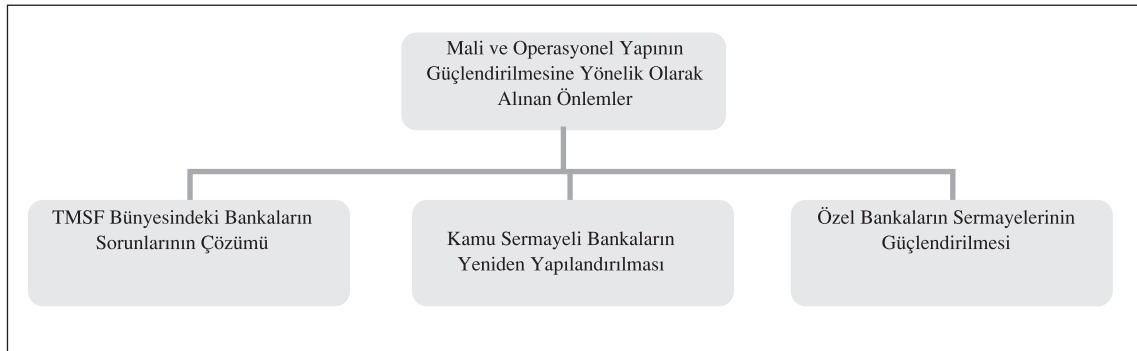 Mali ve Operasyonel Yapının
Güçlendirilmesine Yönelik Olarak
Alınan Önlemler
TMSF Bünyesindeki Bankaların
Sorunlarının Çözümü
Kamu Sermayeli Bankaların
Yeniden Yapılandırılması
Özel Bankaların Sermayelerinin
Güçlendirilmesi